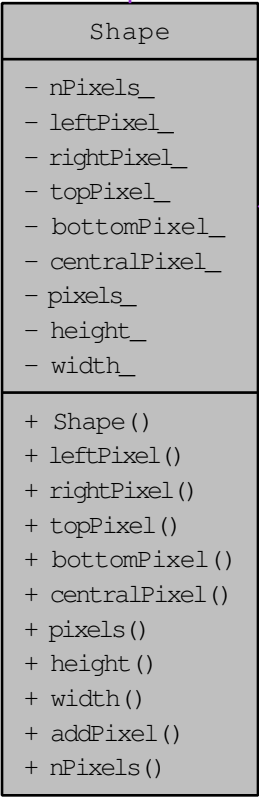 Shape
- nPixels_
- leftPixel_
- rightPixel_
- topPixel_
- bottomPixel_
- centralPixel_
- pixels_
- height_
- width_
+ Shape()
+ leftPixel()
+ rightPixel()
+ topPixel()
+ bottomPixel()
+ centralPixel()
+ pixels()
+ height()
+ width()
+ addPixel()
+ nPixels()